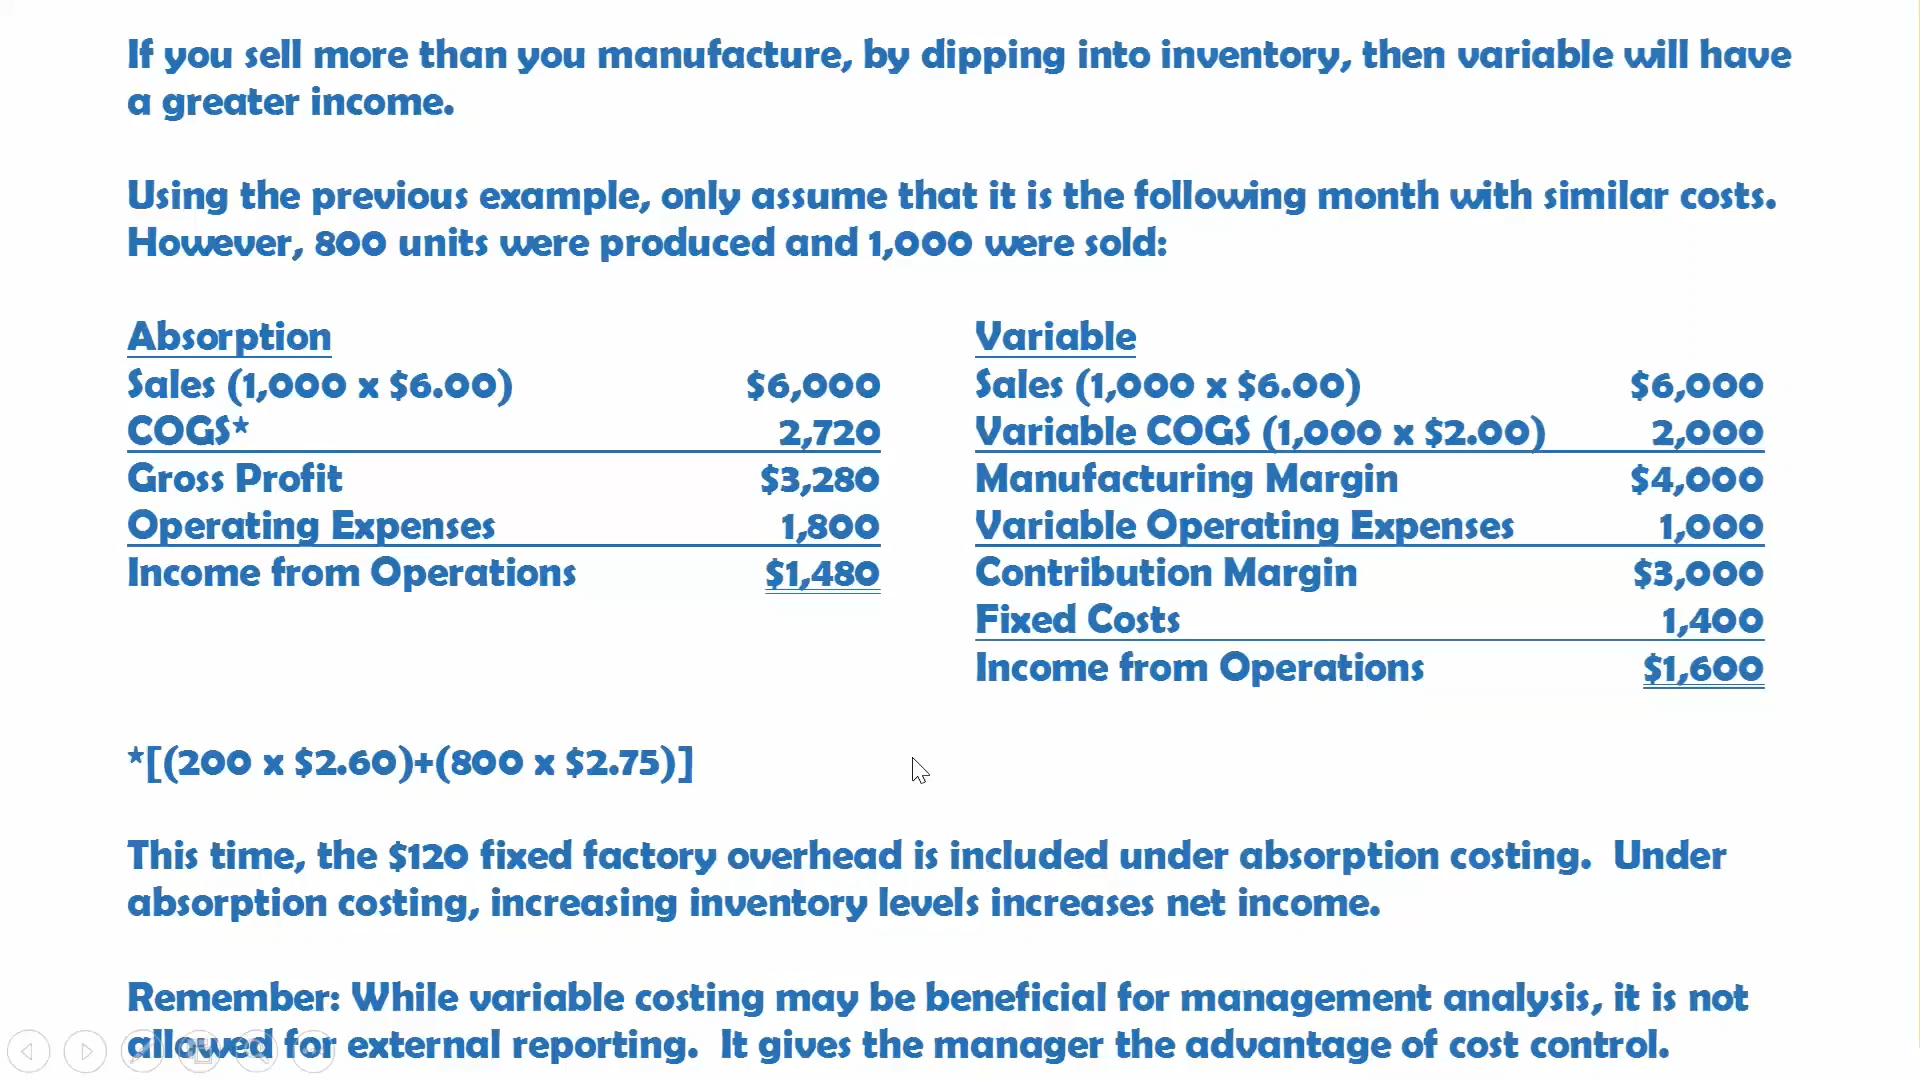 If you sell more than you manufacture, by dipping into inventory, then variable will have
a greater income.
Using the previous example, only assume that it is the following month with similar costs.
However, 800 units were produced and 1,000 were sold:
Absorption
Sales (1,000 x $6.00) $6,000
COGS* 2,720
Gross Profit $3,280
Operating Expenses 1,800
Income from Operations $1,480
Variable
Sales (1,000 x $6.00) $6,000
Variable COGS (1,000 x $2.00) 2,000
Manufacturing Margin $4,000
Variable Operating Expenses 1,000
Contribution Margin $3,000
Fixed Costs 1,400
Income from Operations $1,600
*[(200 x $2.60)+(800 x $2.75)]
This time, the $120 fixed factory overhead is included under absorption costing.  Under
absorption costing, increasing inventory levels increases net income.
Remember: While variable costing may be beneficial for management analysis, it is not
allowed for external reporting.  It gives the manager the advantage of cost control.